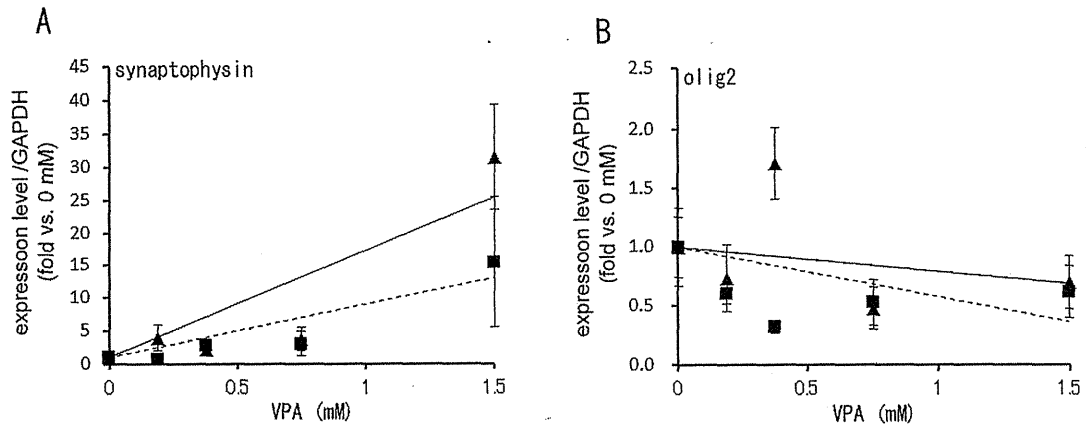 A
synaptophysin
expressoon level /GAPDH
(fold vs. 0 mM)
45
40
35
30
25
20
15
10
5
0
0
0.5
1
1.5
VPA (mM)
B
olig2
expressoon level /GAPDH
(fold vs. 0 mM)
2.5
2.0
1.5
1.0
0.5
0.0
0
0.5
1
1.5
VPA (mM)